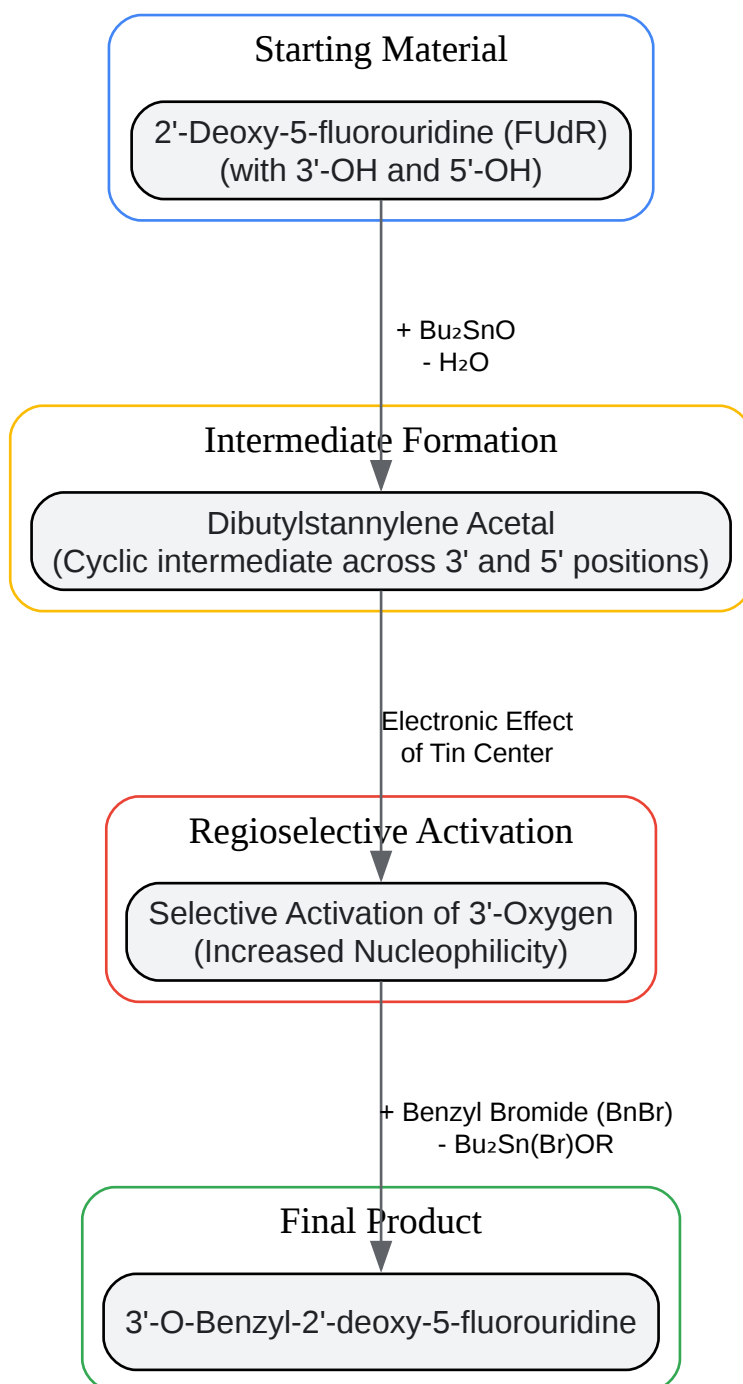 Starting Material
2'-Deoxy-5-fluorouridine (FUdR)
(with 3'-OH and 5'-OH)
+ Bu₂SnO
- H₂O
Intermediate Formation
Dibutylstannylene Acetal
(Cyclic intermediate across 3' and 5' positions)
Electronic Effect
of Tin Center
Regioselective Activation
Selective Activation of 3'-Oxygen
(Increased Nucleophilicity)
+ Benzyl Bromide (BnBr)
- Bu₂Sn(Br)OR
Final Product
3'-O-Benzyl-2'-deoxy-5-fluorouridine